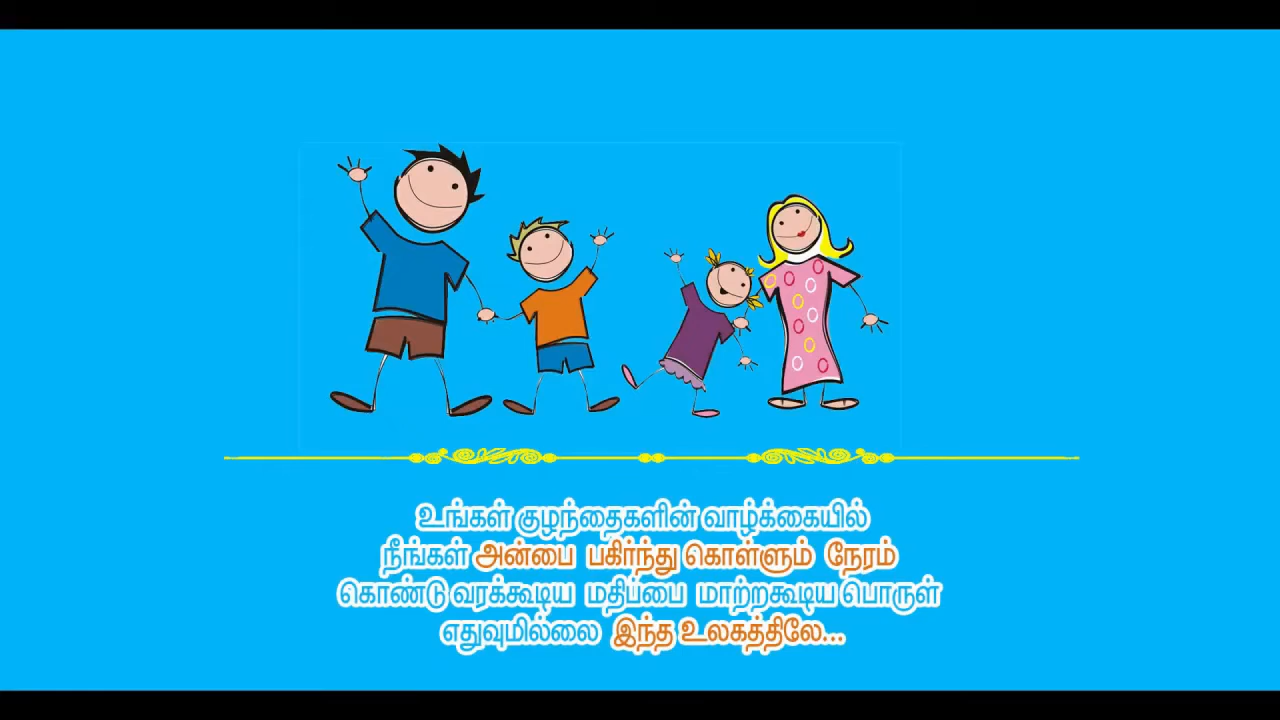 உங்கள் குழந்தைகளின் வாழ்க்கையில்
நீங்கள் அன்பை பகிர்ந்து கொள்ளும் நேரம்
கொண்டு வரக்கூடிய மதிப்பை மாற்றகூடிய பொருள்
எதுவுமில்லை இந்த உலகத்திலே...